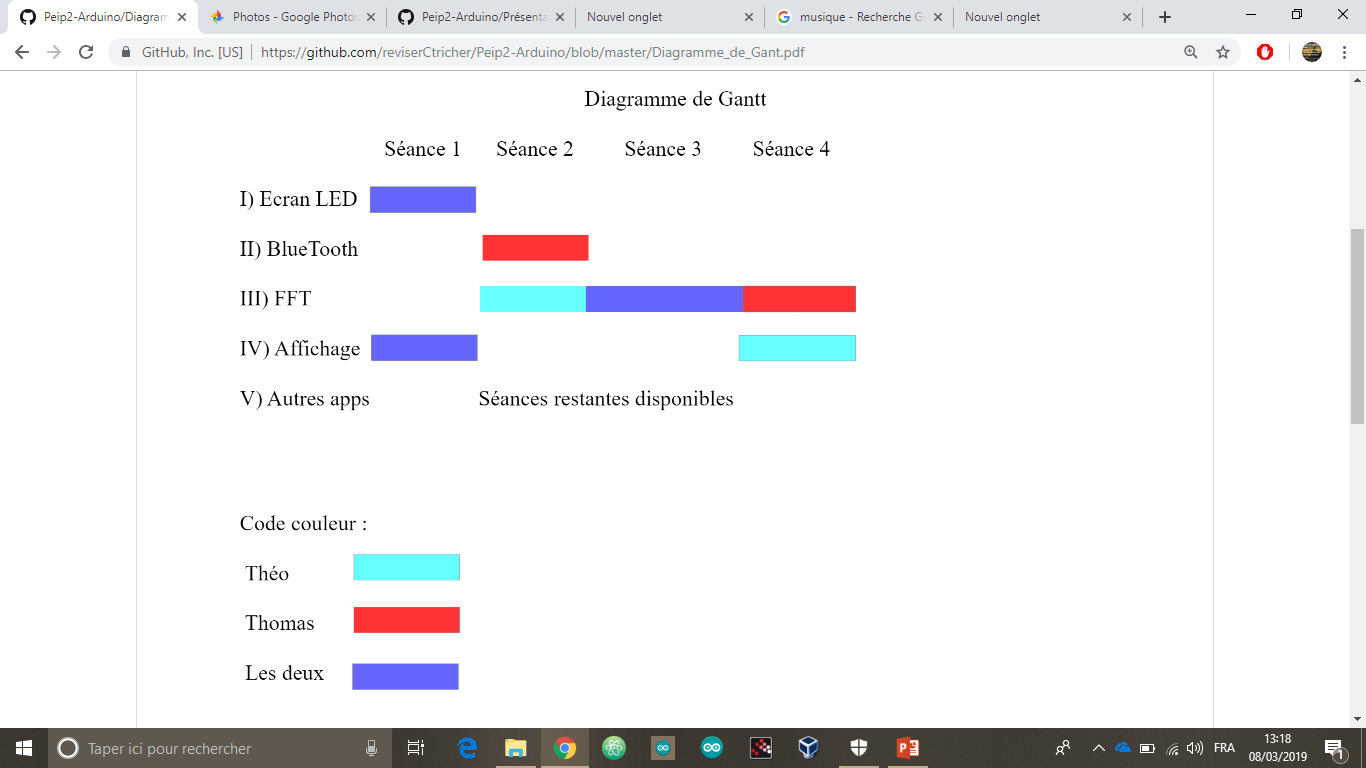 Peip2-Arduino/Diagram
Photos - Google Photos
Peip2-Arduino/Présenta
Nouvel onglet
musique - Recherche G
Nouvel onglet
GitHub, Inc. [US] https://github.com/reviserCtricher/Peip2-Arduino/blob/master/Diagramme_de_Gant.pdf
Diagramme de Gantt
Séance 1 Séance 2 Séance 3 Séance 4
I) Ecran LED
II) BlueTooth
III) FFT
IV) Affichage
V) Autres apps Séances restantes disponibles
Code couleur :
Théo
Thomas
Les deux
Taper ici pour rechercher
FRA
13:18
08/03/2019
1